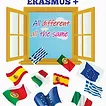 ERASMUS +
All different
all the same